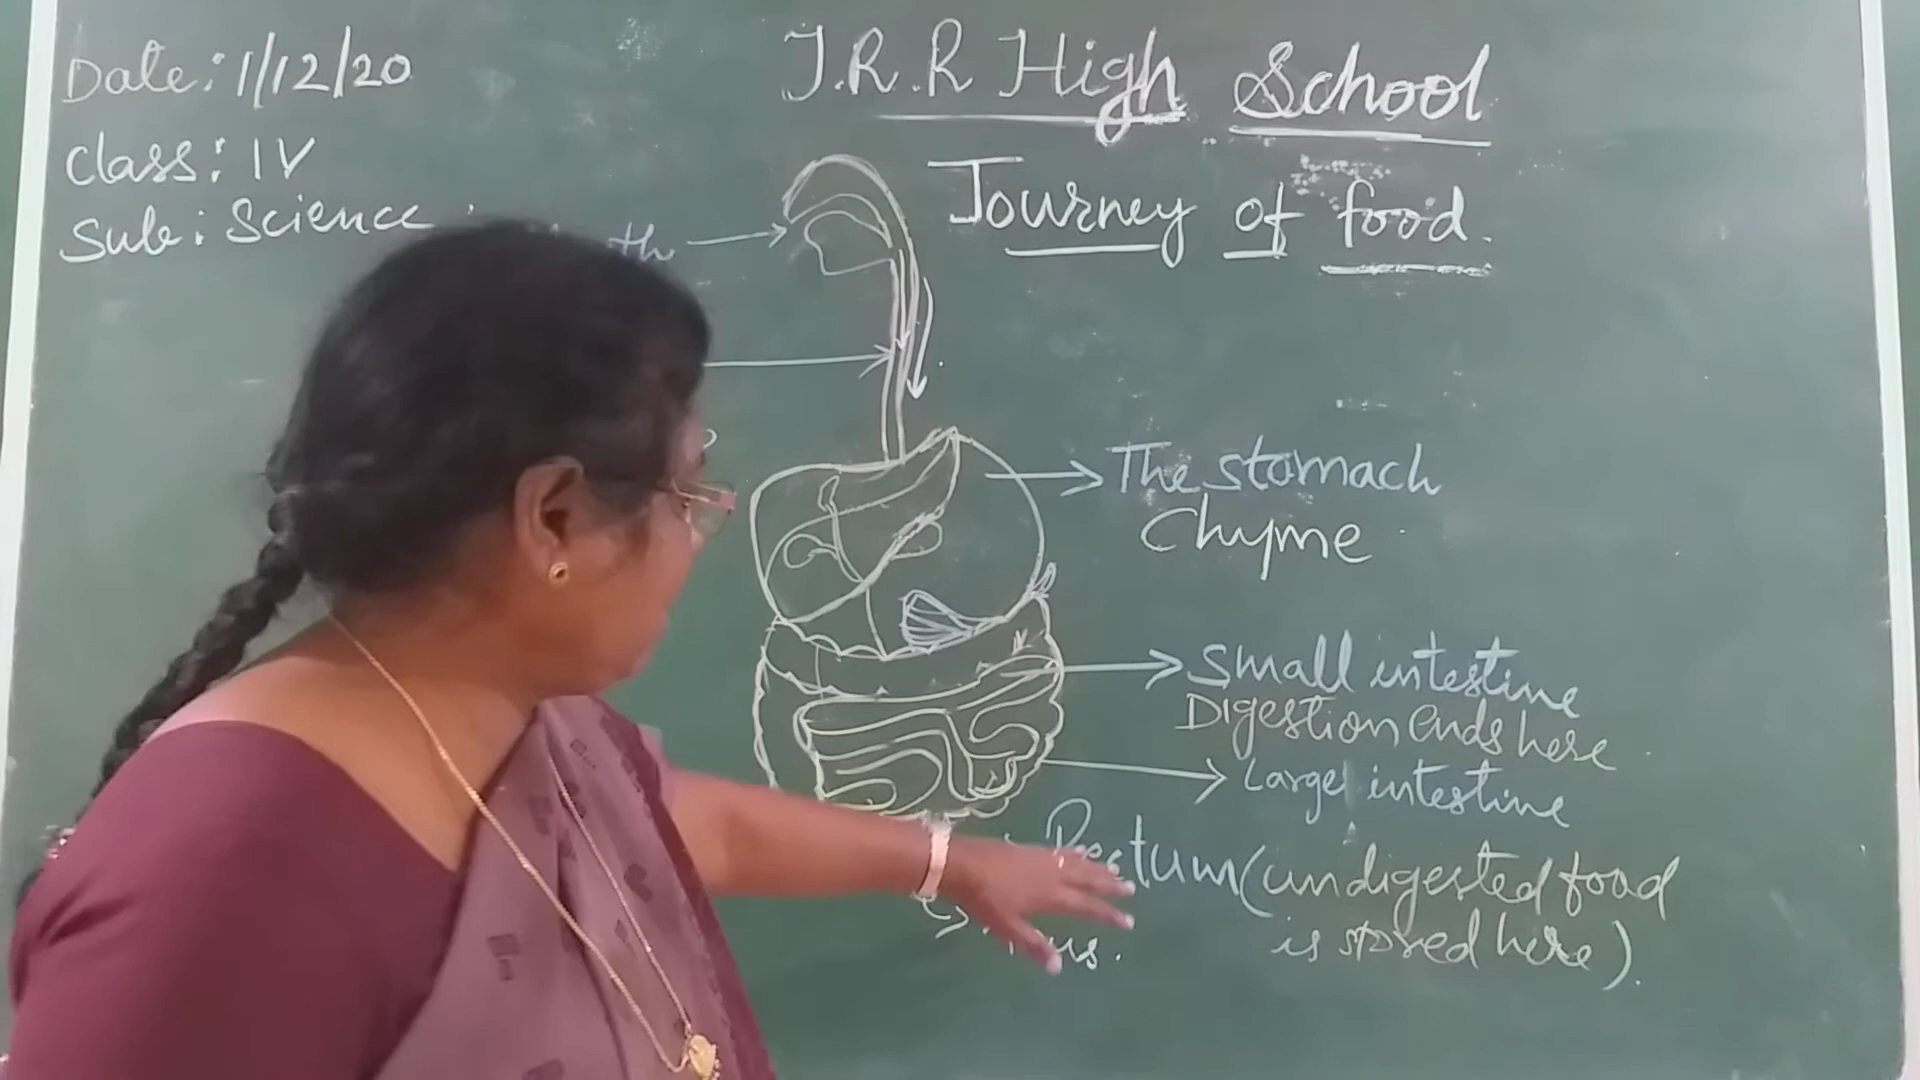 Date: 1/12/20
Class: IV
Sub: Science
J.R.R High School
Journey of food.
The stomach
Chyme
Small intestine
Digestion ends here
Large intestine
Rectum (undigested food
is stored here).